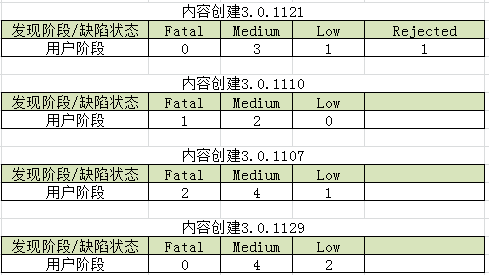 内容创建3.0.1121
发现阶段/缺陷状态 Fatal Medium Low Rejected
用户阶段 0 3 1 1
内容创建3.0.1110
发现阶段/缺陷状态 Fatal Medium Low
用户阶段 1 2 0
内容创建3.0.1107
发现阶段/缺陷状态 Fatal Medium Low
用户阶段 2 4 1
内容创建3.0.1129
发现阶段/缺陷状态 Fatal Medium Low
用户阶段 0 4 2